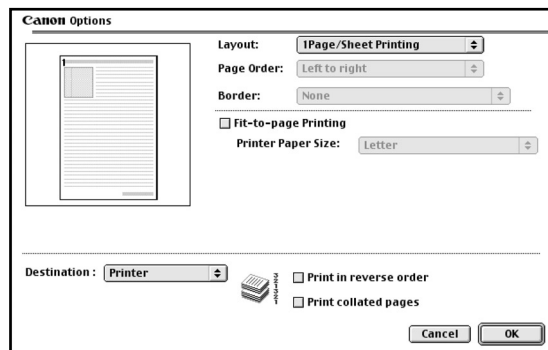 Canon Options
Layout: 1Page/Sheet Printing
Page Order: Left to right
Border: None
1
Fit-to-page Printing
Printer Paper Size: Letter
Destination : Printer
321321
Print in reverse order
Print collated pages
Cancel OK